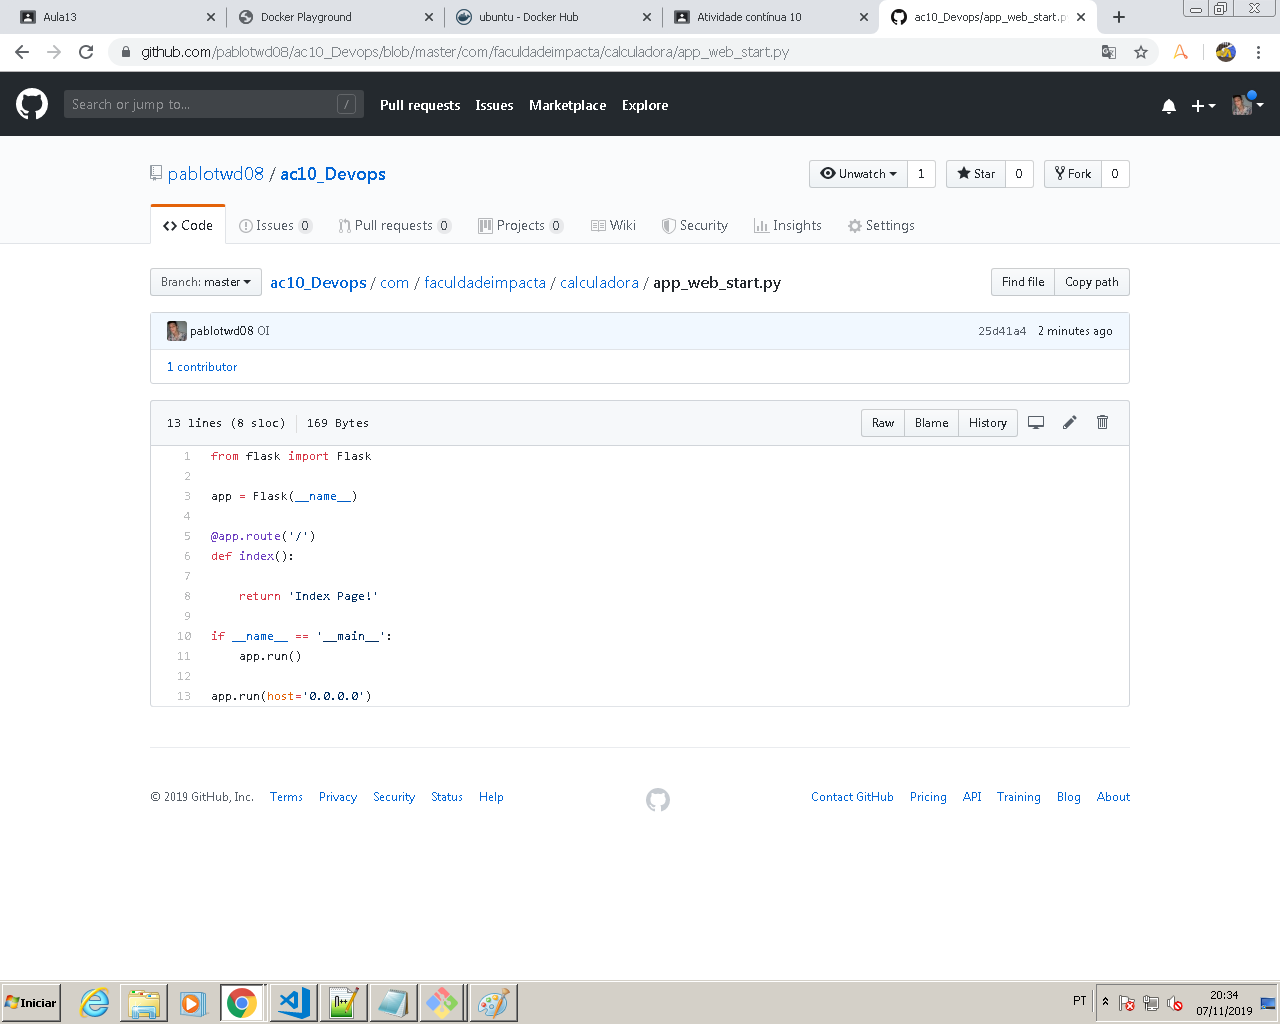 Aula13
Docker Playground
ubuntu - Docker Hub
Atividade contínua 10
ac10_Devops/app_web_start.p
github.com/pablotwd08/ac10_Devops/blob/master/com/faculdadeimpacta/calculadora/app_web_start.py
Search or jump to... /
Pull requests Issues Marketplace Explore
pablotwd08 / ac10_Devops
Unwatch 1 Star 0 Fork 0
Code Issues 0 Pull requests 0 Projects 0 Wiki Security Insights Settings
Branch: master ac10_Devops / com / faculdadeimpacta / calculadora / app_web_start.py Find file Copy path
pablotwd08 OI 25d41a4 2 minutes ago
1 contributor
13 lines (8 sloc) 169 Bytes Raw Blame History
1 from flask import Flask
2
3 app = Flask(__name__)
4
5 @app.route('/')
6 def index():
7
8 return 'Index Page!'
9
10 if __name__ == '__main__':
11 app.run()
12
13 app.run(host='0.0.0.0')
© 2019 GitHub, Inc. Terms Privacy Security Status Help Contact GitHub Pricing API Training Blog About
Iniciar PT 20:34
07/11/2019